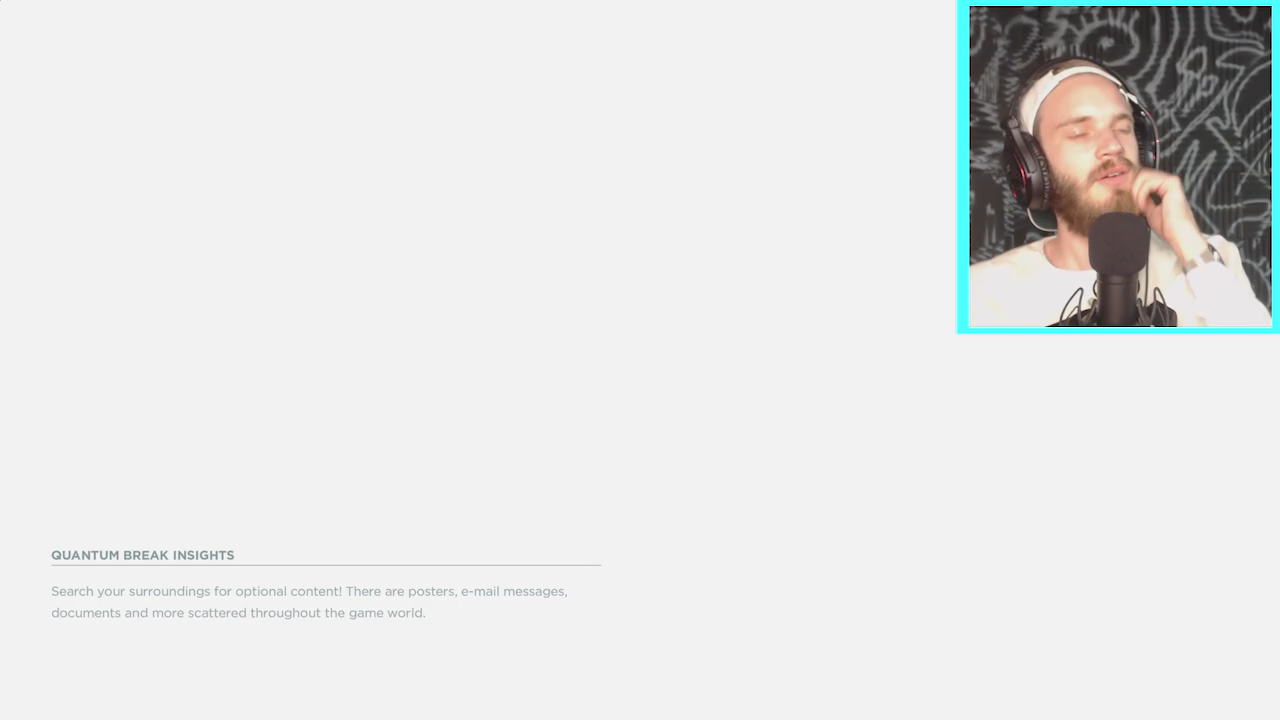 QUANTUM BREAK INSIGHTS
Search your surroundings for optional content! There are posters, e-mail messages,
documents and more scattered throughout the game world.